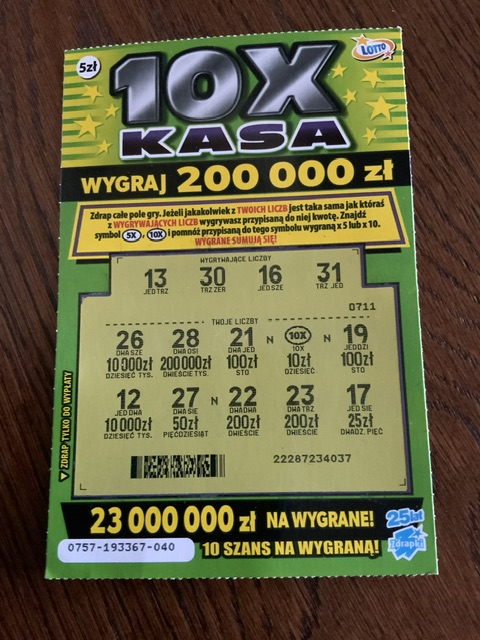 5zł
LOTTO
10X
KASA
WYGRAJ 200 000 zł
Zdrap całe pole gry. Jeżeli jakakolwiek z TWOICH LICZB jest taka sama jak któraś
z WYGRYWAJĄCYCH LICZB wygrywasz przypisaną do niej kwotę. Znajdź
symbol 5X, 10X i pomnóż przypisaną do tego symbolu wygraną x 5 lub x 10.
WYGRANE SUMUJĄ SIĘ!
WYGRYWAJĄCE LICZBY
13 30 16 31
JEDTRZ TRZZER JEDSZE TRZJED
0711
TWOJE LICZBY
26 28 21 N 10X N 19
DWASZE DWAOSI DWAJED 10X JEDDZI
10 000zł 200 000zł 100zł 10zł 100zł
DZIESIĘĆ TYS. DWIEŚCIE TYS. STO DZIESIĘĆ STO
12 27 N 22 23 17
JEDDWA DWASIE DWADWA DWATRZ JEDSIE
10 000zł 50zł 200zł 200zł 25zł
DZIESIĘĆ TYS. PIĘĆDZIESIĄT DWIEŚCIE DWIEŚCIE DWADZ. PIĘĆ
ZDRAP TYLKO DO WYPŁATY
22287234037
23 000 000 zł NA WYGRANE!
25 lat
Zdrapki
0757-193367-040
10 SZANS NA WYGRANĄ!